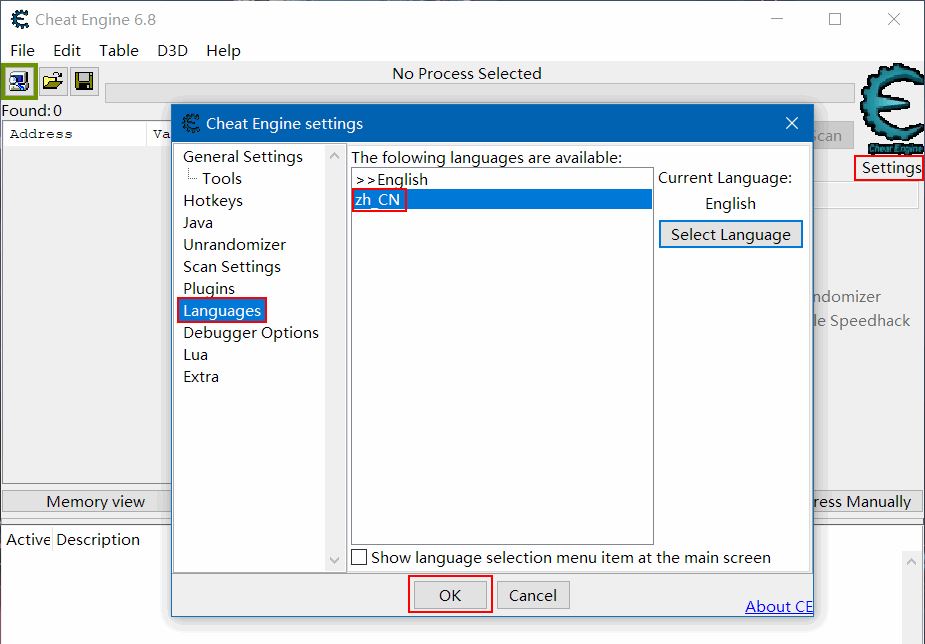 Cheat Engine 6.8
File Edit Table D3D Help
No Process Selected
Found: 0
Address Va
can
Cheat Engine
Settings
Cheat Engine settings
General Settings
Tools
Hotkeys
Java
Unrandomizer
Scan Settings
Plugins
Languages
Debugger Options
Lua
Extra
The folowing languages are available:
>>English
zh_CN
Current Language:
English
Select Language
ndomizer
le Speedhack
Show language selection menu item at the main screen
OK Cancel
About CE
Memory view
ress Manually
Active Description